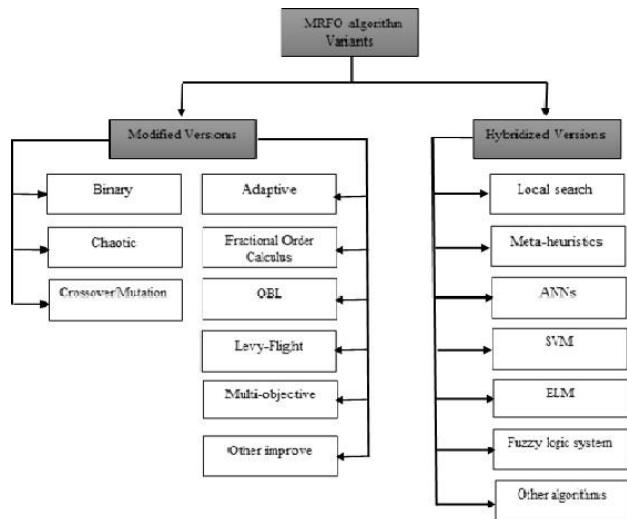 MRFO algorithm
Variants
Modified Versions
Hybridized Versions
Binary
Chaotic
Crossover/Mutation
Adaptive
Fractional Order
Calculus
OBL
Levy-Flight
Multi-objective
Other improve
Local search
Meta-heuristics
ANNs
SVM
ELM
Fuzzy logic system
Other algorithms